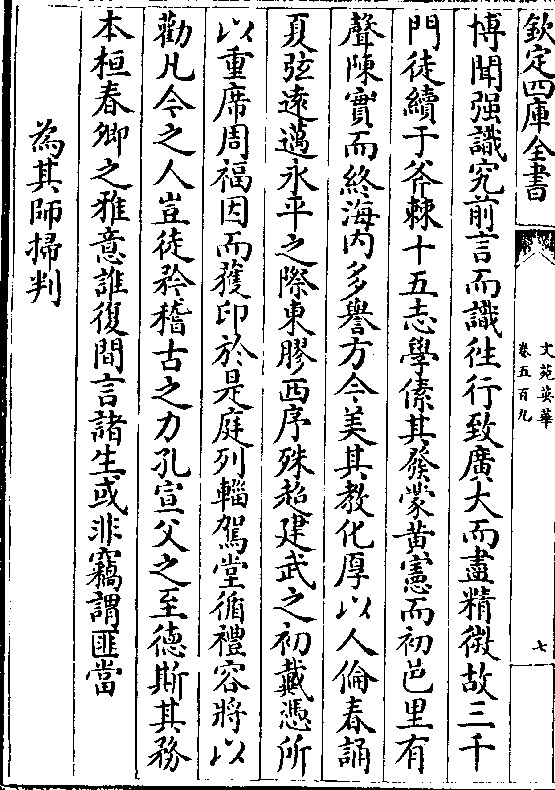 欽定四庫全書
文苑英華
卷五百九
七
博聞强識究前言而識往行致廣大而盡精微故三千
門徒續于斧棘十五志學傃其發蒙黄憲而初邑里有
聲陳實而終海内多譽方今美其教化厚以人倫春誦
夏弦遠邁永平之際東膠西序殊超建武之初戴憑所
以重席周福因而獲印於是庭列輜駕堂循禮容將以
勸凡今之人豈徒矜稽古之力孔宣父之至德斯其務
本桓春卿之雅意誰復間言諸生或非竊謂匪當
為其師掃判